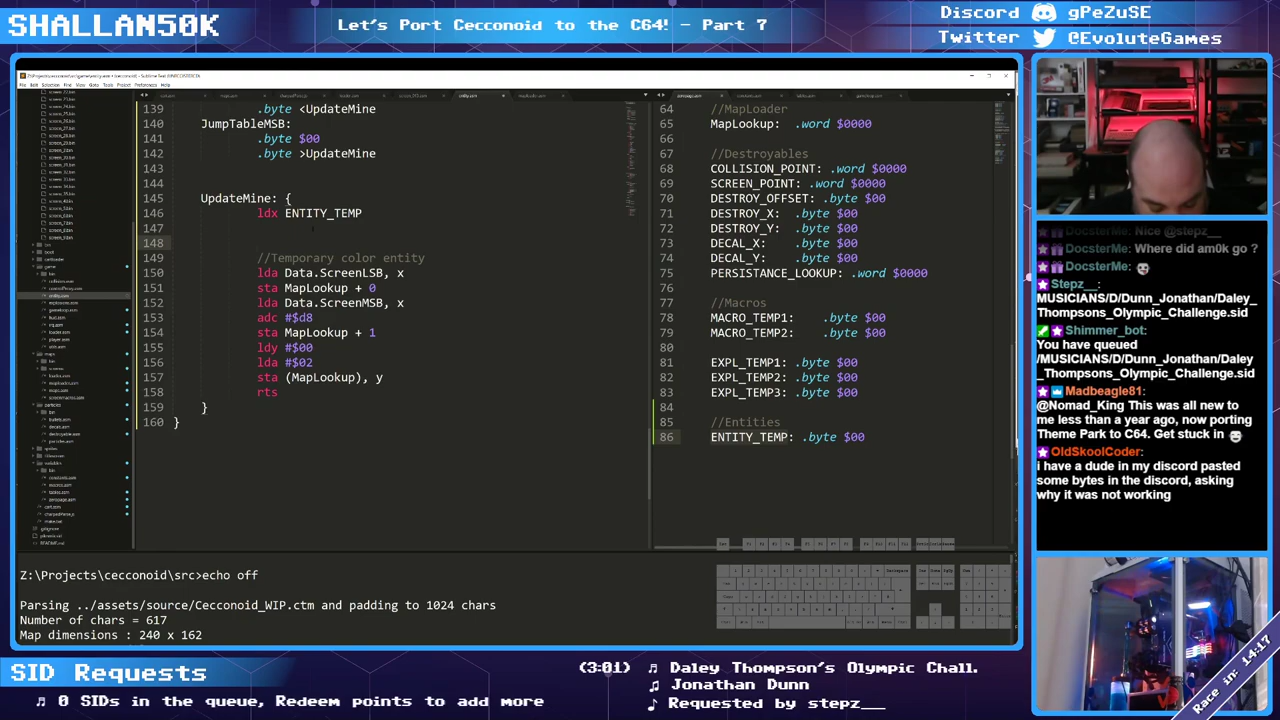 SHALLAN50K
Let's Port Cecconoid to the C64! - Part 7
Discord gPeZuSE
Twitter @EvoluteGames
139 .byte <UpdateMine
140 JumpTableMSB:
141 .byte $00
142 .byte >UpdateMine
143
144
145 UpdateMine: {
146 ldx ENTITY_TEMP
147
148
149 //Temporary color entity
150 lda Data.ScreenLSB, x
151 sta MapLookup + 0
152 lda Data.ScreenMSB, x
153 adc #$d8
154 sta MapLookup + 1
155 ldy #$00
156 lda #$02
157 sta (MapLookup), y
158 rts
159 }
160 }
64 //MapLoader
65 MapLookup: .word $0000
66
67 //Destroyables
68 COLLISION_POINT: .word $0000
69 SCREEN_POINT: .word $0000
70 DESTROY_OFFSET: .byte $00
71 DESTROY_X: .byte $00
72 DESTROY_Y: .byte $00
73 DECAL_X: .byte $00
74 DECAL_Y: .byte $00
75 PERSISTANCE_LOOKUP: .word $0000
76
77 //Macros
78 MACRO_TEMP1: .byte $00
79 MACRO_TEMP2: .byte $00
80
81 EXPL_TEMP1: .byte $00
82 EXPL_TEMP2: .byte $00
83 EXPL_TEMP3: .byte $00
84
85 //Entities
86 ENTITY_TEMP: .byte $00
Z:\Projects\cecconoid\src>echo off
Parsing ../assets/source/Cecconoid_WIP.ctm and padding to 1024 chars
Number of chars = 617
Map dimensions : 240 x 162
DocsterMe: Nice @stepz__
DocsterMe: Where did am0k go ?
DocsterMe:
Stepz__:
MUSICIANS/D/Dunn_Jonathan/Daley
_Thompsons_Olympic_Challenge.sid
Shimmer_bot:
You have queued
/MUSICIANS/D/Dunn_Jonathan/Daley
_Thompsons_Olympic_Challenge.sid
Madbeagle81:
@Nomad_King This was all new to
me less than a year ago, now porting
Theme Park to C64. Get stuck in
OldSkoolCoder:
i have a dude in my discord pasted
some bytes in the discord, asking
why it was not working
Race in: 14:17
SID Requests
0 SIDs in the queue, Redeem points to add more
(3:01) Daley Thompson's Olympic Chall.
Jonathan Dunn
Requested by stepz__